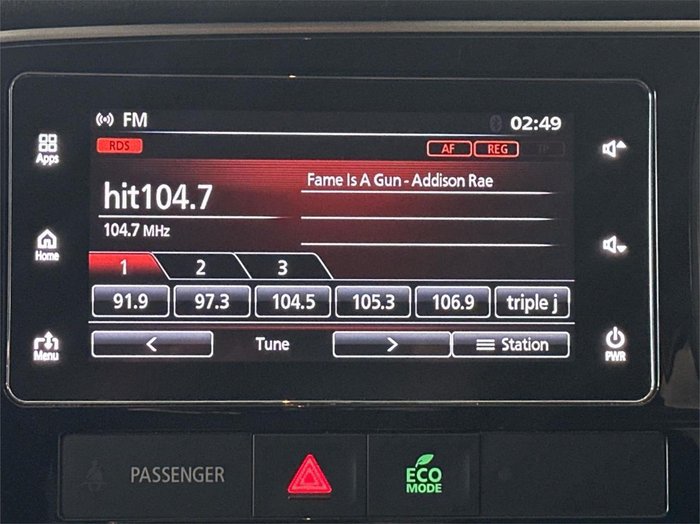 FM
02:49
RDS
AF REG TP
Apps
hit104.7
Fame Is A Gun - Addison Rae
104.7 MHz
Home
1 2 3
91.9 97.3 104.5 105.3 106.9 triple j
Menu
< Tune > Station
PWR
PASSENGER
ECO
MODE